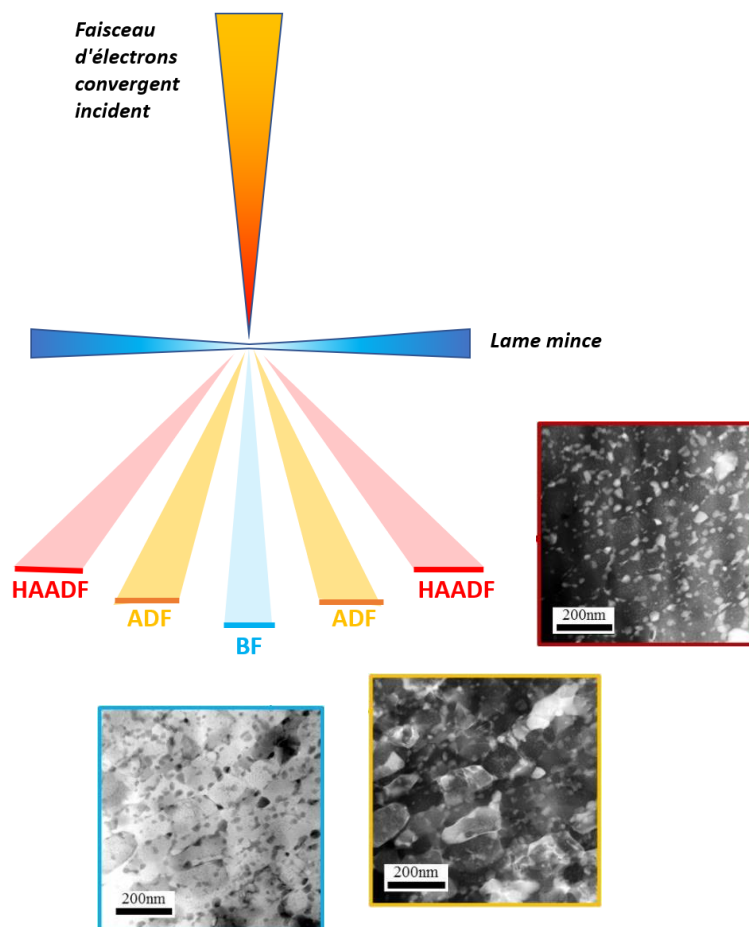 Faisceau
d'électrons
convergent
incident
Lame mince
HAADF
HAADF
ADF
ADF
BF
200nm
200nm
200nm